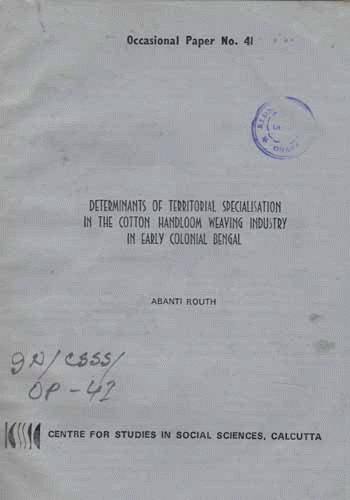 Occasional Paper No. 41
DETERMINANTS OF TERRITORIAL SPECIALISATION
IN THE COTTON HANDLOOM WEAVING INDUSTRY
IN EARLY COLONIAL BENGAL
ABANTI ROUTH
GN/CSSS/
OP-41
CENTRE FOR STUDIES IN SOCIAL SCIENCES, CALCUTTA